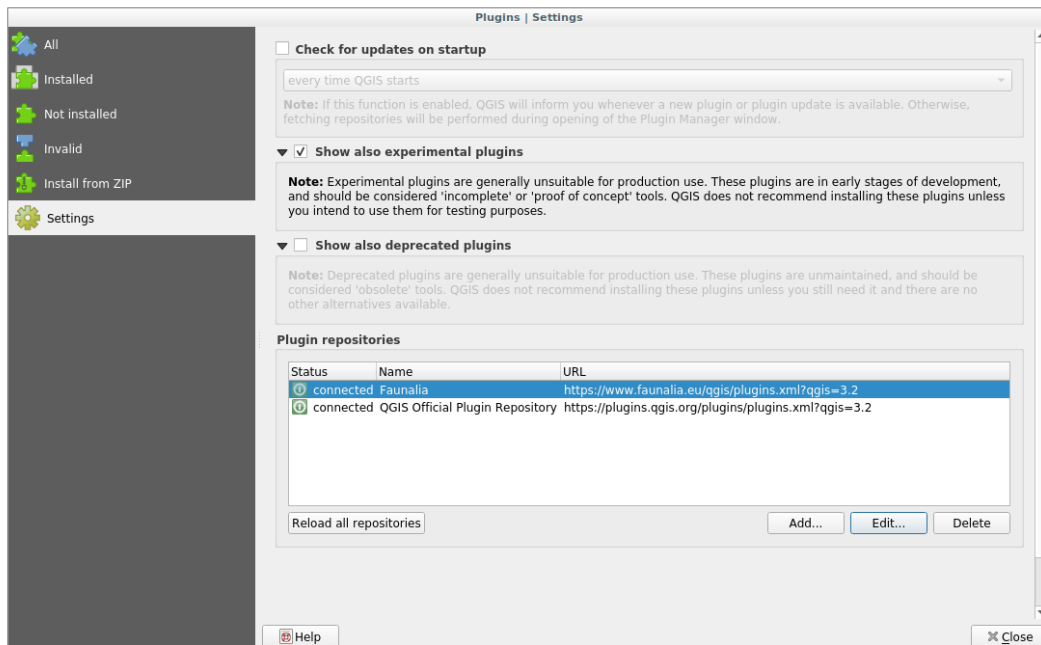 Plugins | Settings
All
Installed
Not installed
Invalid
Install from ZIP
Settings
Check for updates on startup
every time QGIS starts
Note: If this function is enabled, QGIS will inform you whenever a new plugin or plugin update is available. Otherwise,
fetching repositories will be performed during opening of the Plugin Manager window.
Show also experimental plugins
Note: Experimental plugins are generally unsuitable for production use. These plugins are in early stages of development,
and should be considered 'incomplete' or 'proof of concept' tools. QGIS does not recommend installing these plugins unless
you intend to use them for testing purposes.
Show also deprecated plugins
Note: Deprecated plugins are generally unsuitable for production use. These plugins are unmaintained, and should be
considered 'obsolete' tools. QGIS does not recommend installing these plugins unless you still need it and there are no
other alternatives available.
Plugin repositories
Status Name URL
connected Faunalia https://www.faunalia.eu/qgis/plugins.xml?qgis=3.2
connected QGIS Official Plugin Repository https://plugins.qgis.org/plugins/plugins.xml?qgis=3.2
Reload all repositories Add... Edit... Delete
Help Close